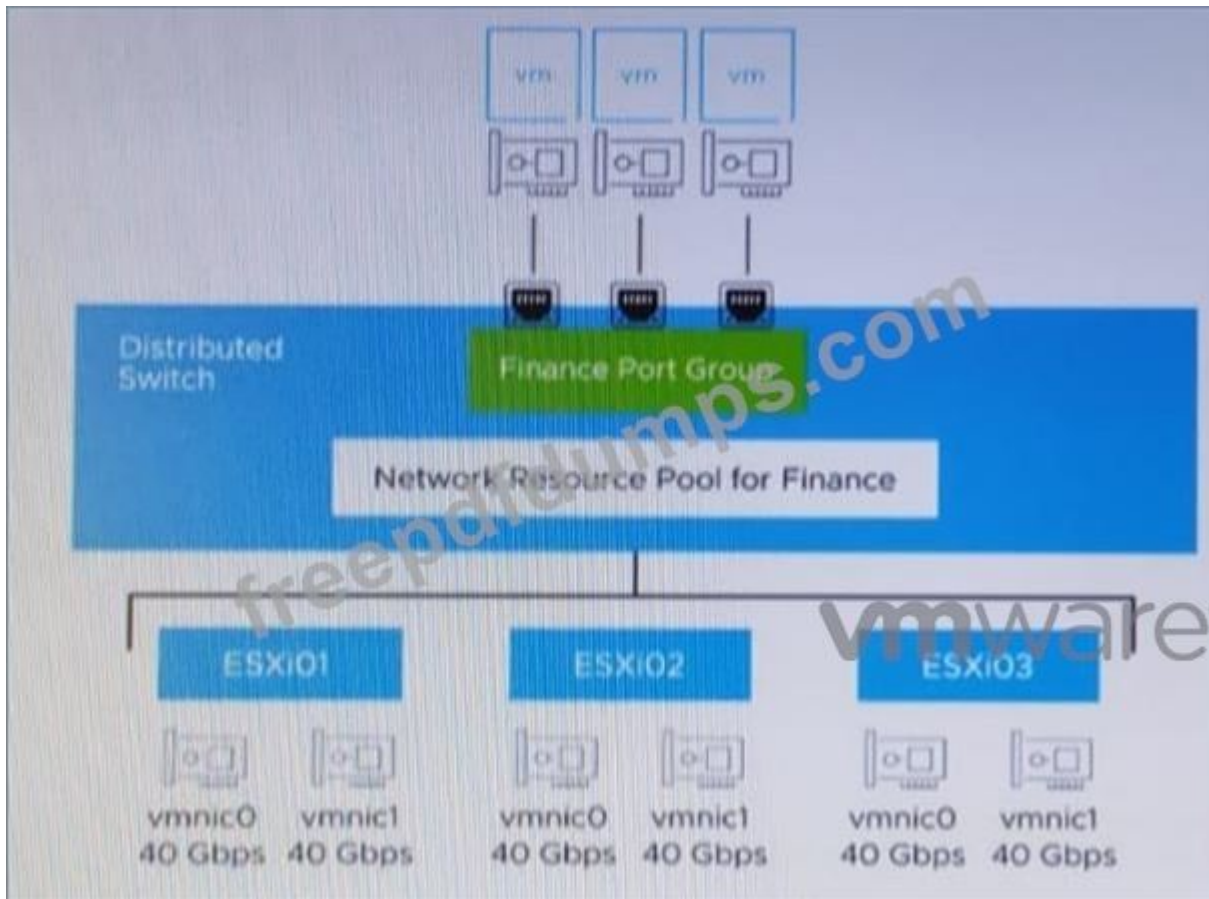 vm vm vm
Distributed
Switch
Finance Port Group
Network Resource Pool for Finance
freepdfdumps.com
vmware
ESXi01 ESXi02 ESXi03
vmnic0 vmnic1 vmnic0 vmnic1 vmnic0 vmnic1
40 Gbps 40 Gbps 40 Gbps 40 Gbps 40 Gbps 40 Gbps